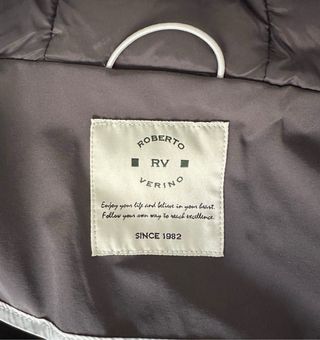 ROBERTO
RV
VERINO
Enjoy your life and believe in your heart.
Follow your own way to reach excellence.
SINCE 1982